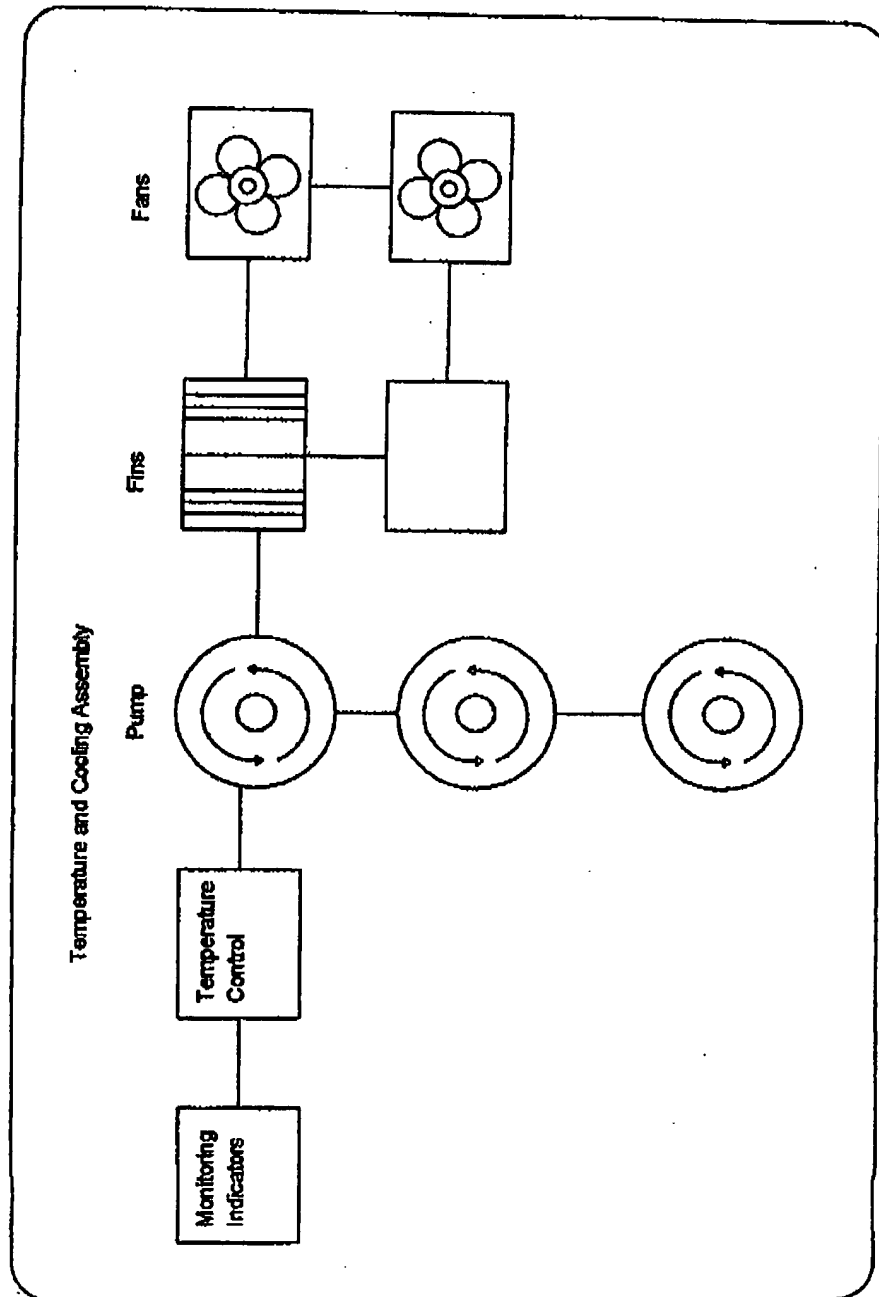 Temperature and Cooling Assembly
Pump
Fins
Fans
Monitoring
Indicators
Temperature
Control